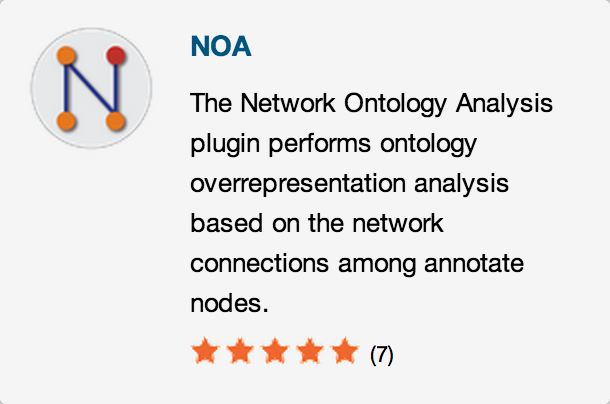 NOA
The Network Ontology Analysis
plugin performs ontology
overrepresentation analysis
based on the network
connections among annotate
nodes.
(7)